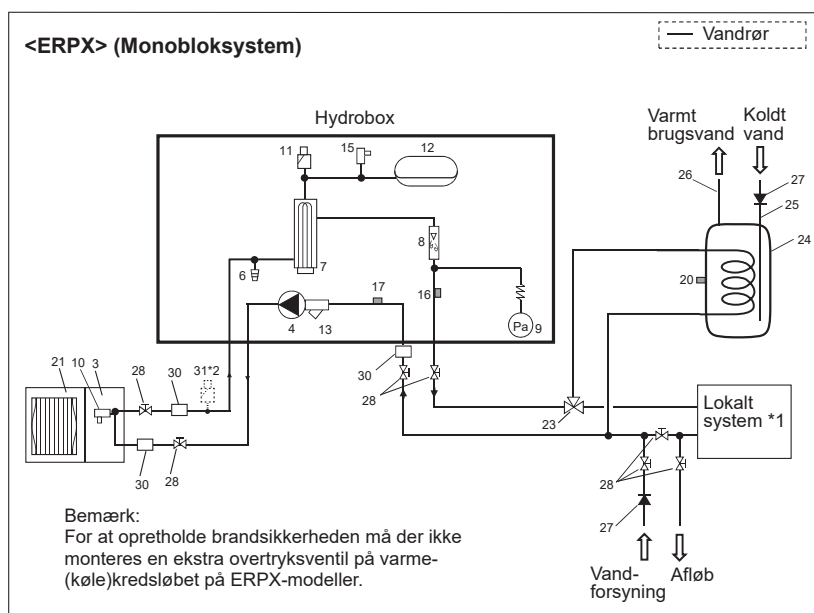 <ERPX> (Monobloksystem)
Vandrør
Hydrobox
Varmt
brugsvand
Koldt
vand
11
15
12
26
27
25
24
8
6
7
20
17
16
4
13
Pa
9
21
10
3
28
30
31*2
30
28
23
Lokalt
system *1
30
28
28
27
Bemærk:
For at opretholde brandsikkerheden må der ikke
monteres en ekstra overtryksventil på varme-
(køle)kredsløbet på ERPX-modeller.
Vand-
forsyning
Afløb